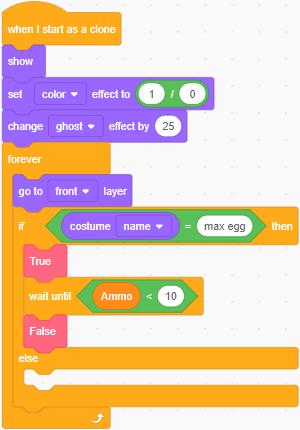 when I start as a clone
show
set color effect to 1 / 0
change ghost effect by 25
forever
go to front layer
if costume name = max egg then
True
wait until Ammo < 10
False
else